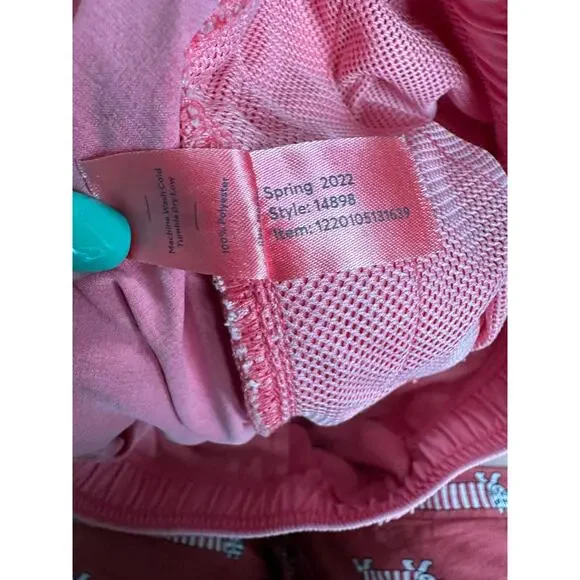 Machine Wash Cold
Tumble Dry Low
100% Polyester
Spring 2022
Style: 14898
Item: 1220105131639